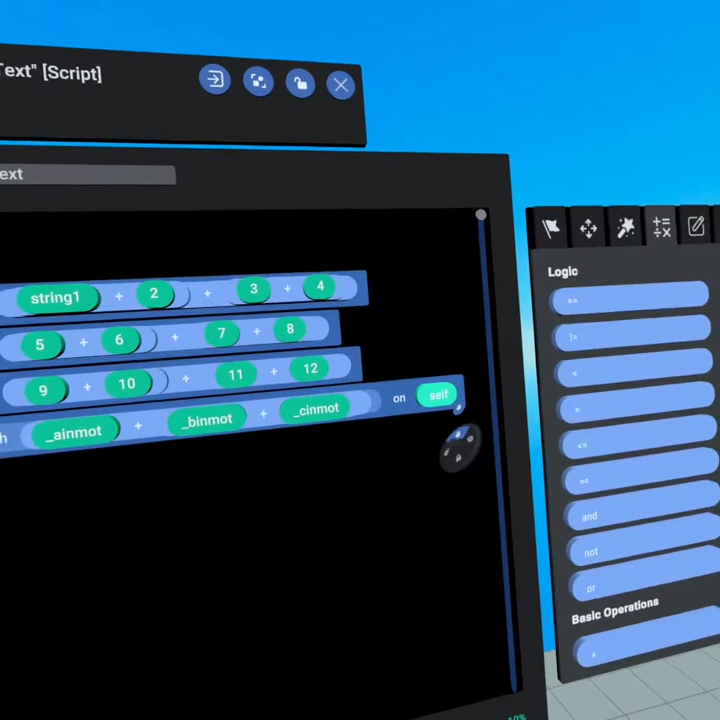 Text" [Script]
ext
string1 + 2 + 3 + 4
5 + 6 + 7 + 8
9 + 10 + 11 + 12
h _ainmot + _binmot + _cinmot on self
Logic
==
!=
<
>
<=
>=
and
not
or
Basic Operations
+